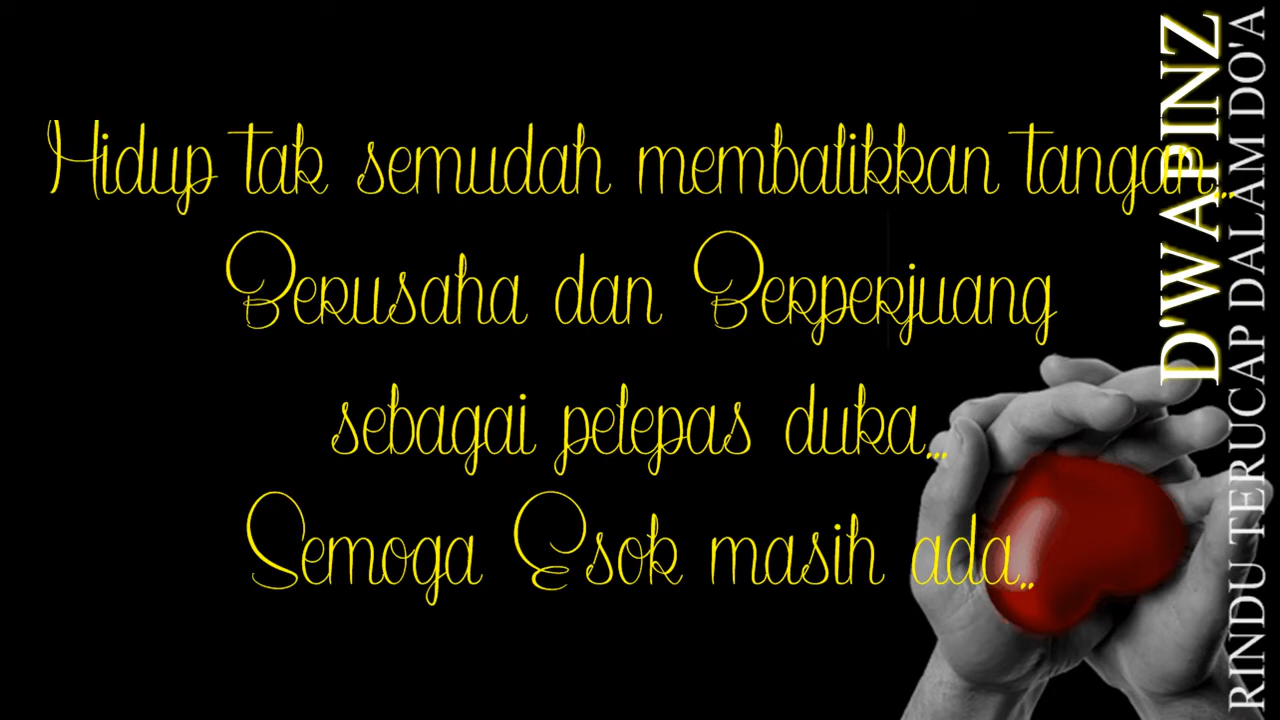 Hidup tak semudah membalikkan tangan..
Berusaha dan Berperjuang
sebagai pelepas duka...
Semoga Esok masih ada..
D'WAPINZ
RINDU TERUCAP DALAM DO'A